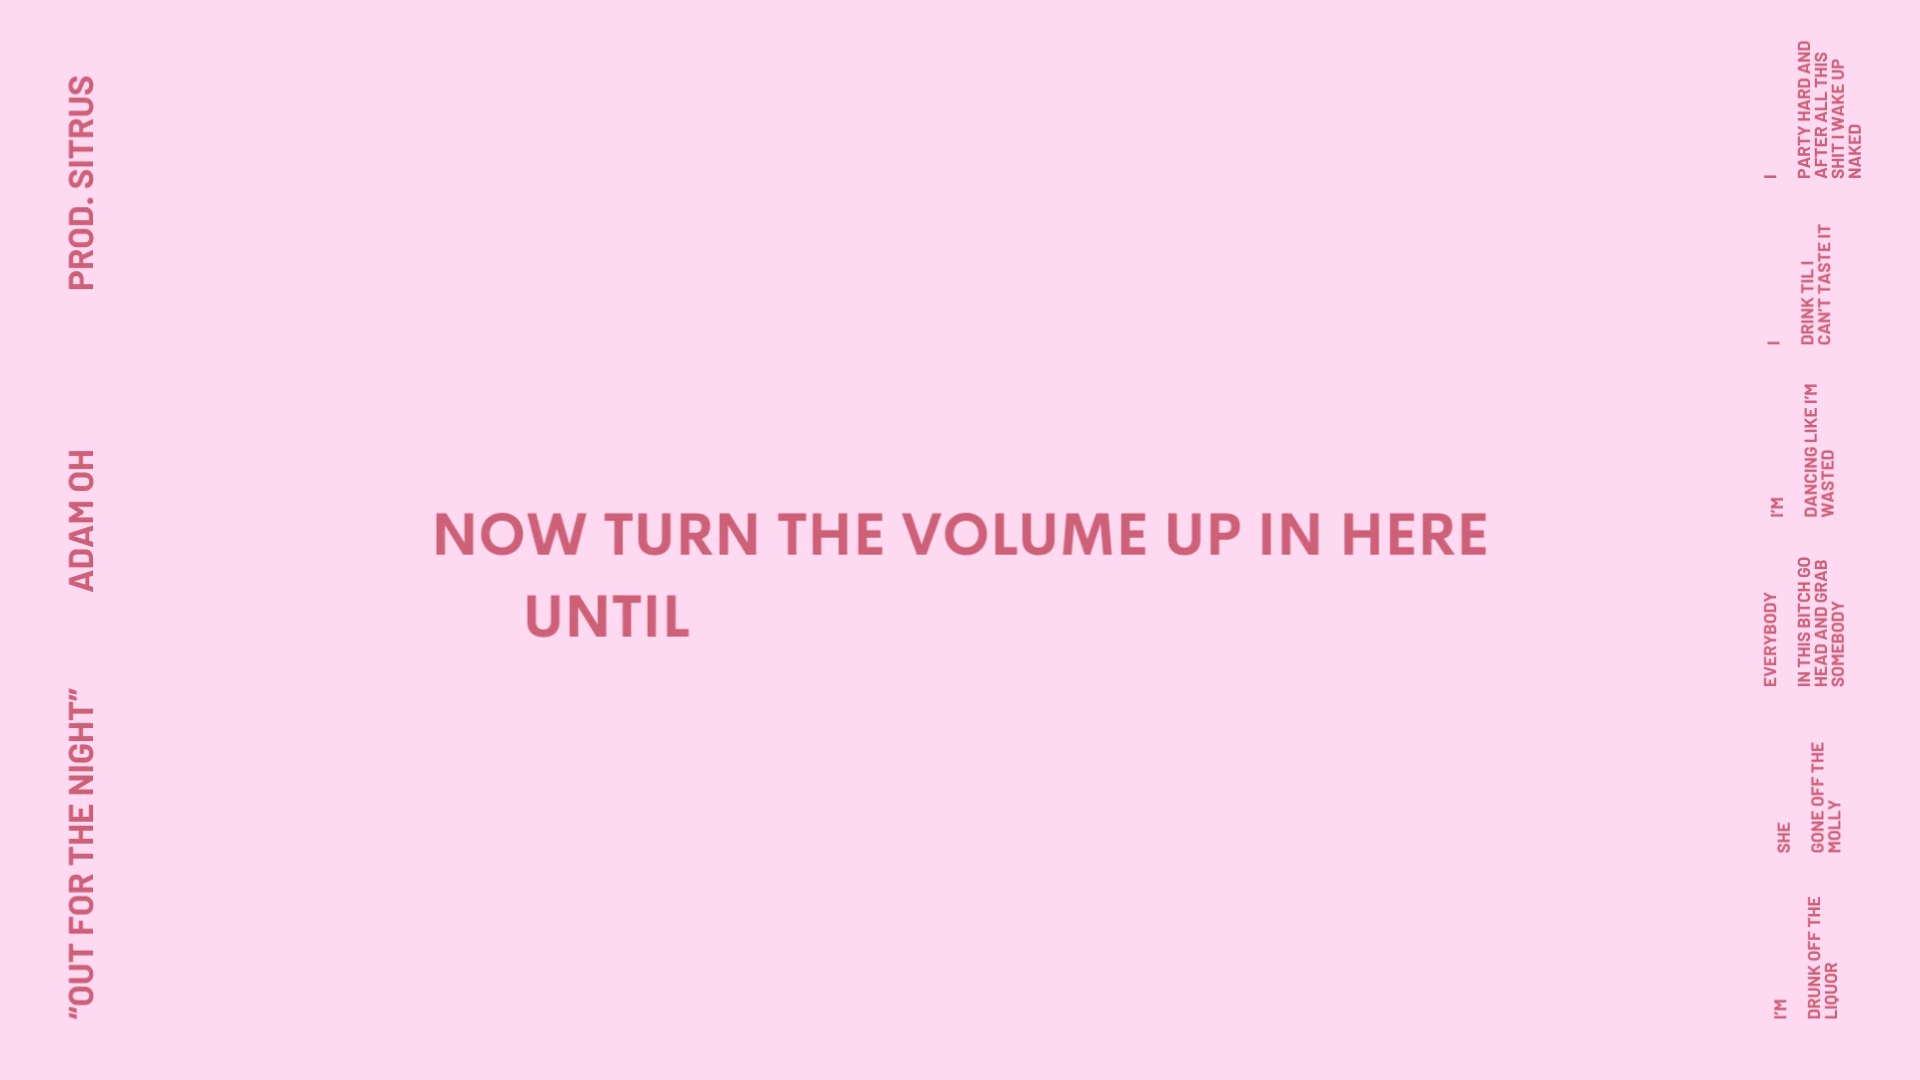 “OUT FOR THE NIGHT”
ADAM OH
PROD. SITRUS
NOW TURN THE VOLUME UP IN HERE
UNTIL
I’M
DRUNK OFF THE
LIQUOR
SHE
GONE OFF THE
MOLLY
EVERYBODY
IN THIS BITCH GO
HEAD AND GRAB
SOMEBODY
I’M
DANCING LIKE I’M
WASTED
I
DRINK TIL I
CAN’T TASTE IT
I
PARTY HARD AND
AFTER ALL THIS
SHIT I WAKE UP
NAKED